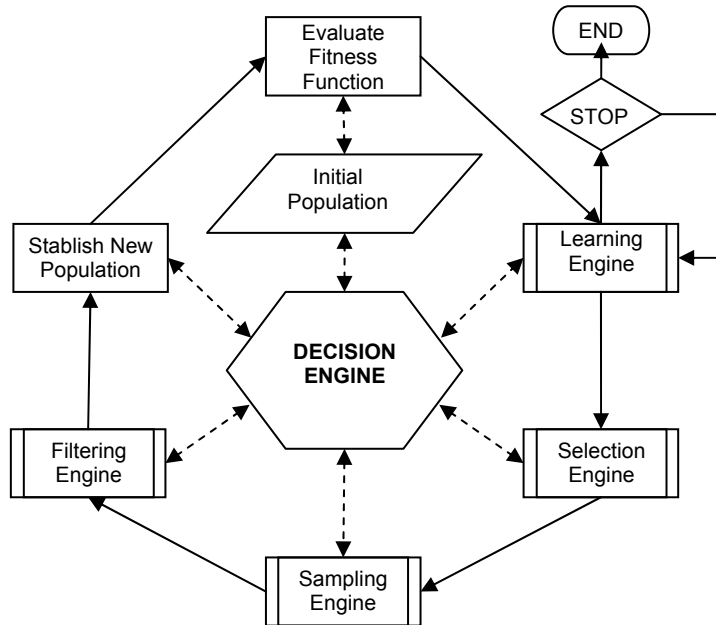 END
Evaluate
Fitness
Function
STOP
Initial
Population
Stablish New
Population
Learning
Engine
DECISION
ENGINE
Filtering
Engine
Selection
Engine
Sampling
Engine